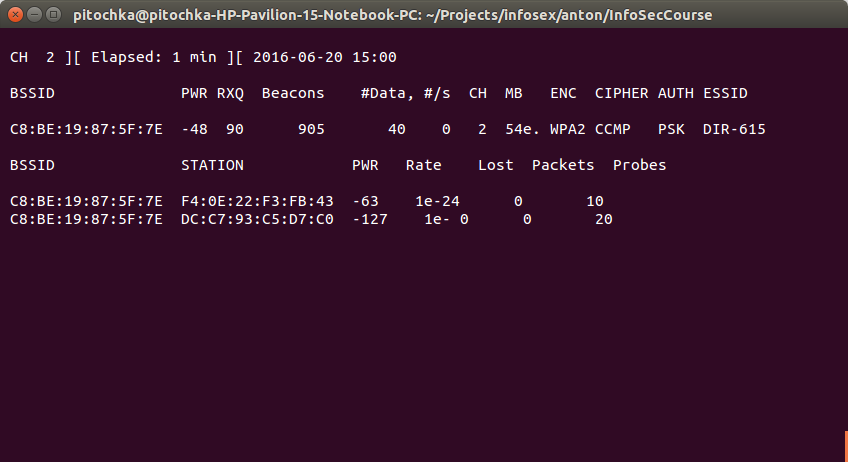 pitochka@pitochka-HP-Pavilion-15-Notebook-PC: ~/Projects/infosex/anton/InfoSecCourse
CH  2 ][ Elapsed: 1 min ][ 2016-06-20 15:00
BSSID              PWR RXQ  Beacons    #Data, #/s  CH  MB   ENC  CIPHER AUTH ESSID
C8:BE:19:87:5F:7E  -48  90      905       40    0   2  54e. WPA2 CCMP   PSK  DIR-615
BSSID              STATION            PWR   Rate    Lost  Packets  Probes
C8:BE:19:87:5F:7E  F4:0E:22:F3:FB:43  -63    1e-24      0       10
C8:BE:19:87:5F:7E  DC:C7:93:C5:D7:C0  -127    1e- 0      0       20